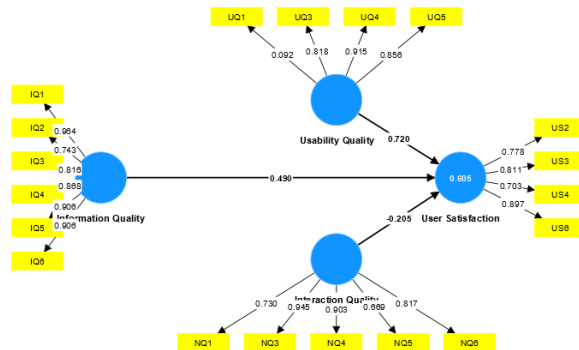 UQ1 UQ3 UQ4 UQ5
0.092 0.818 0.915 0.856
Usability Quality
IQ1
IQ2
IQ3
IQ4
IQ5
IQ6
0.964
0.743
0.816
0.868
0.906
0.906
Information Quality
0.720
0.490
-0.205
0.605
User Satisfaction
US2
US3
US4
US6
0.778
0.811
0.703
0.897
Interaction Quality
0.730 0.945 0.903 0.669 0.817
NQ1 NQ3 NQ4 NQ5 NQ6